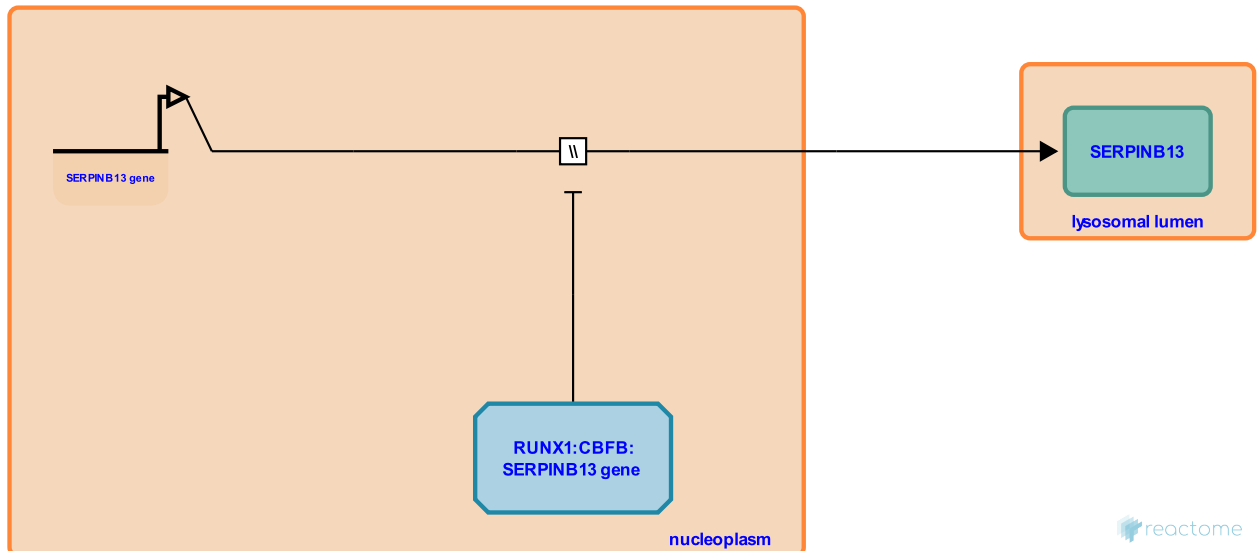 \\
SERPINB13
SERPINB13 gene
lysosomal lumen
RUNX1:CBFB:
SERPINB13 gene
nucleoplasm
reactome